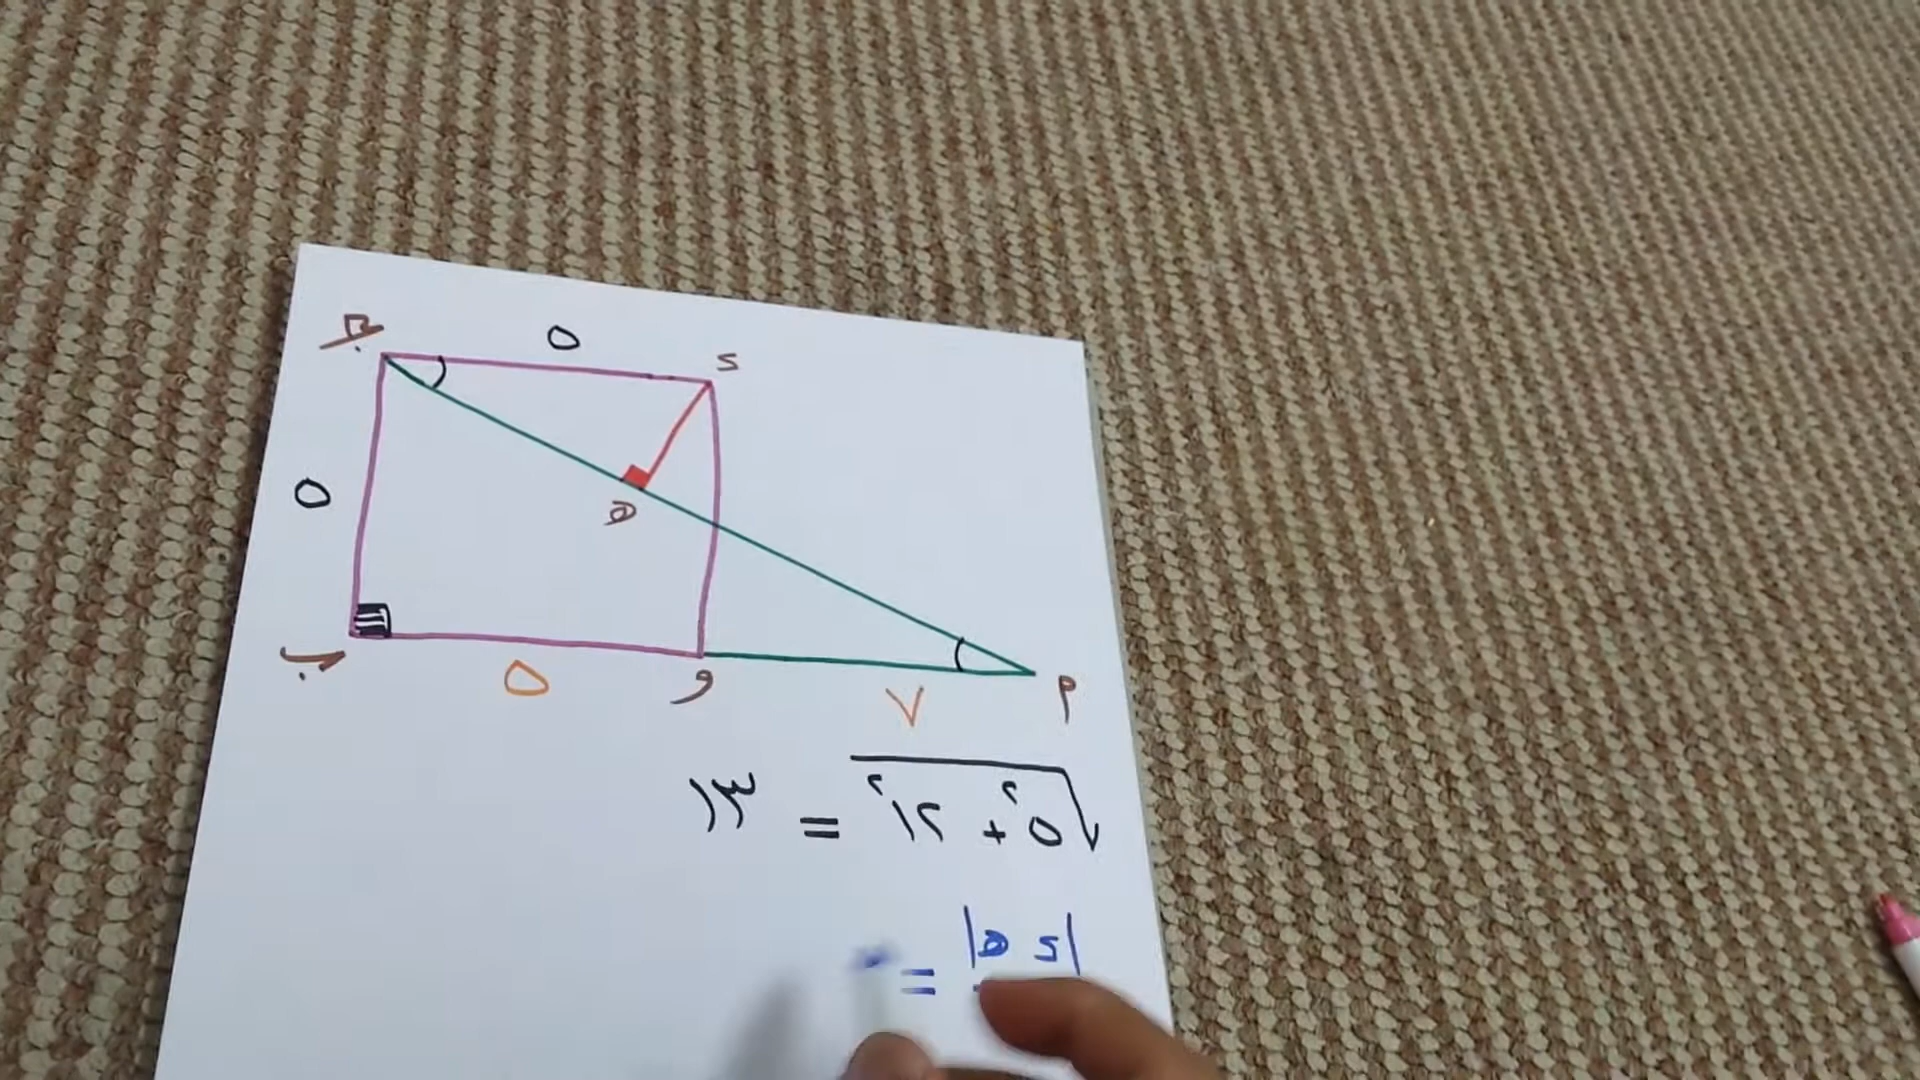 جـ ٥ د
٥
هـ
ب ٥ و ٧ م
√٥² + ١٢² = ١٣
|د هـ| =